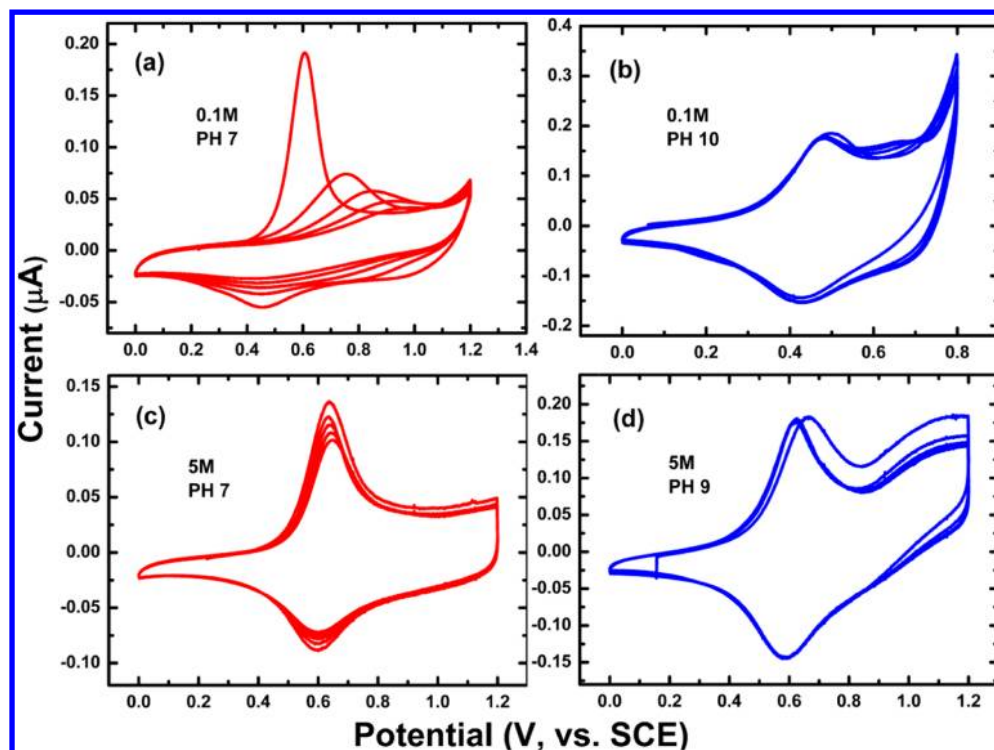 Current (μA)
(a)
0.1M
PH 7
0.20
0.15
0.10
0.05
0.00
-0.05
0.0 0.2 0.4 0.6 0.8 1.0 1.2 1.4
(b)
0.1M
PH 10
0.4
0.3
0.2
0.1
0.0
-0.1
-0.2
0.0 0.2 0.4 0.6 0.8
(c)
5M
PH 7
0.15
0.10
0.05
0.00
-0.05
-0.10
0.0 0.2 0.4 0.6 0.8 1.0 1.2
(d)
5M
PH 9
0.20
0.15
0.10
0.05
0.00
-0.05
-0.10
-0.15
0.0 0.2 0.4 0.6 0.8 1.0 1.2
Potential (V, vs. SCE)